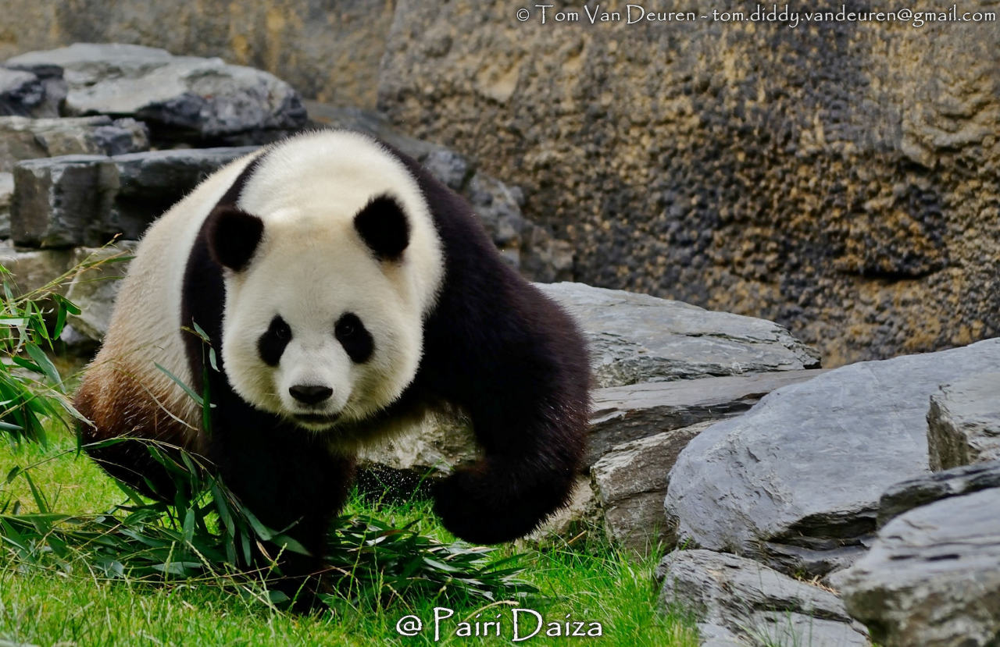 © Tom Van Deuren - tom.diddy.vandeuren@gmail.com
@ Pairi Daiza